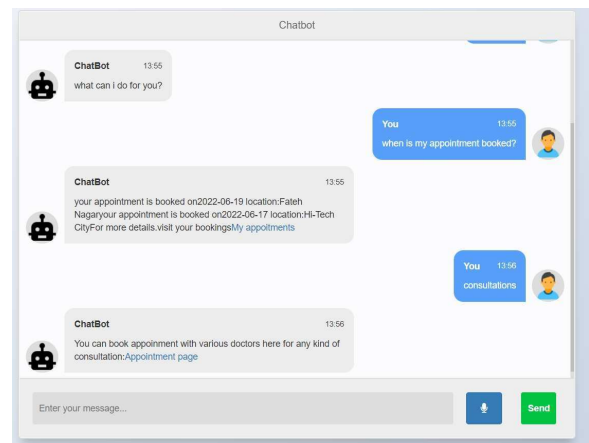 Chatbot
ChatBot 13:55
what can i do for you?
You 13:55
when is my appointment booked?
ChatBot 13:55
your appointment is booked on2022-06-19 location:Fateh
Nagaryour appointment is booked on2022-06-17 location:Hi-Tech
CityFor more details.visit your bookingsMy appoitments
You 13:56
consultations
ChatBot 13:56
You can book appoinment with various doctors here for any kind of
consultation:Appointment page
Enter your message...
Send